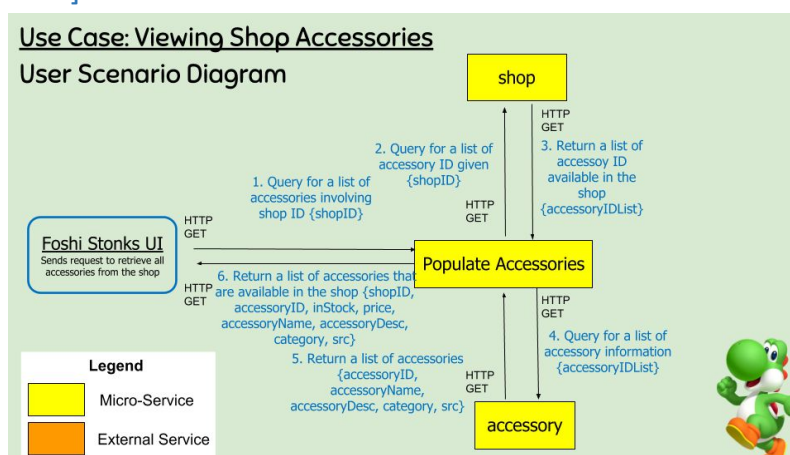 Use Case: Viewing Shop Accessories
User Scenario Diagram
shop
HTTP
GET
2. Query for a list of
accessory ID given
{shopID}
3. Return a list of
accessoy ID
available in the
shop
{accessoryIDList}
1. Query for a list of
accessories involving
shop ID {shopID}
HTTP
GET
HTTP
GET
Foshi Stonks UI
Sends request to retrieve all
accessories from the shop
Populate Accessories
HTTP
GET
6. Return a list of accessories that
are available in the shop {shopID,
accessoryID, inStock, price,
accessoryName, accessoryDesc,
category, src}
HTTP
GET
4. Query for a list of
accessory information
{accessoryIDList}
5. Return a list of accessories
{accessoryID,
accessoryName,
accessoryDesc, category, src}
HTTP
GET
accessory
Legend
Micro-Service
External Service